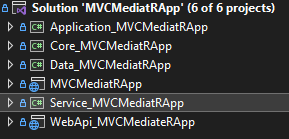 Solution 'MVCMediatRApp' (6 of 6 projects)
C# Application_MVCMediatRApp
C# Core_MVCMediatRApp
C# Data_MVCMediatRApp
MVCMediatRApp
C# Service_MVCMediatRApp
WebApi_MVCMediateRApp